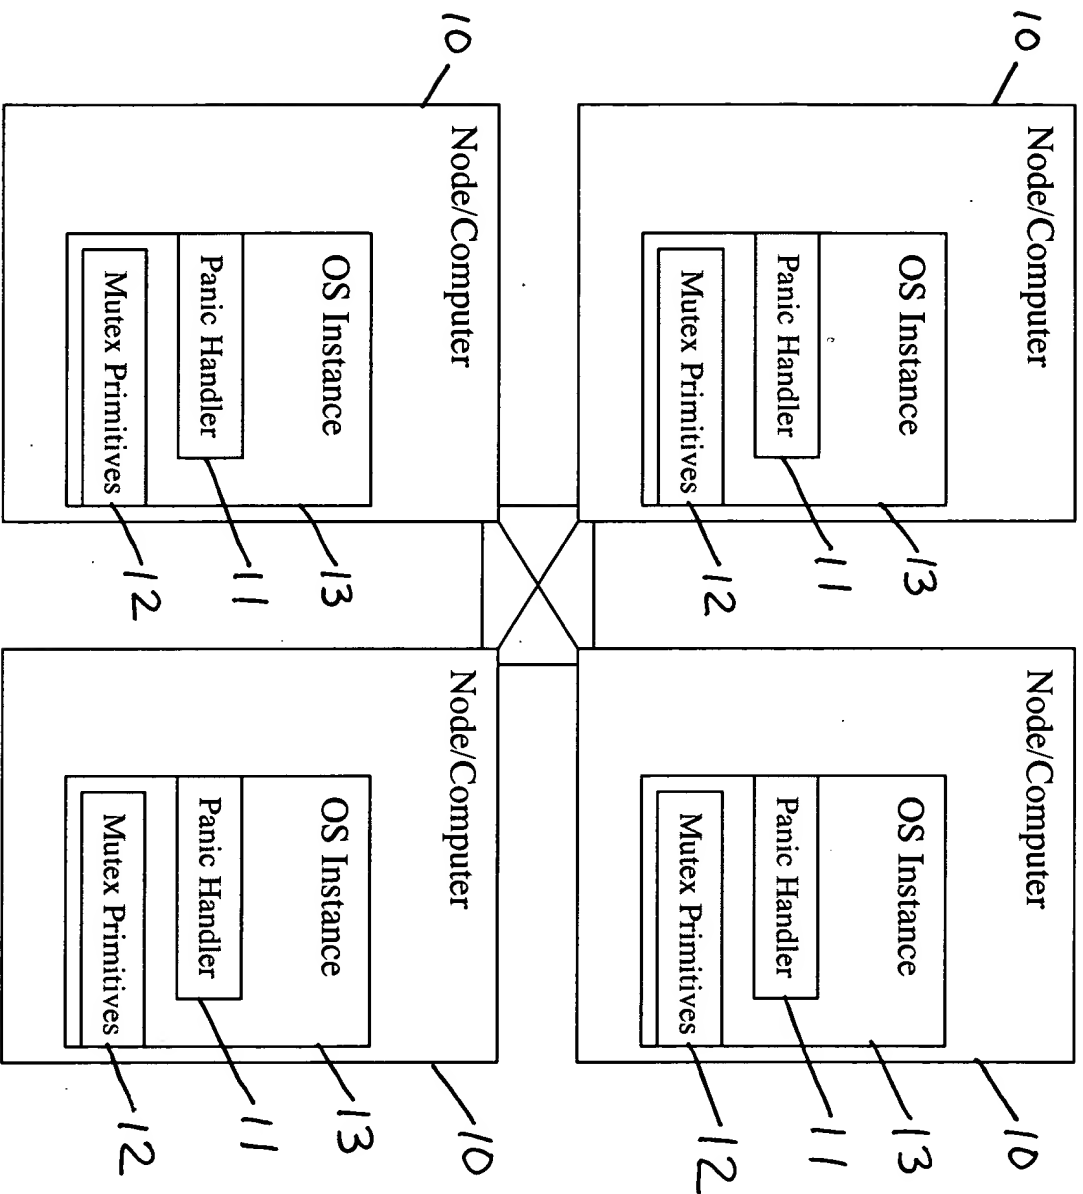 10
Node/Computer
OS Instance
Panic Handler
Mutex Primitives
13
11
12
Node/Computer
OS Instance
Panic Handler
Mutex Primitives
10
13
11
12
10
Node/Computer
OS Instance
Panic Handler
Mutex Primitives
13
11
12
Node/Computer
OS Instance
Panic Handler
Mutex Primitives
10
13
11
12